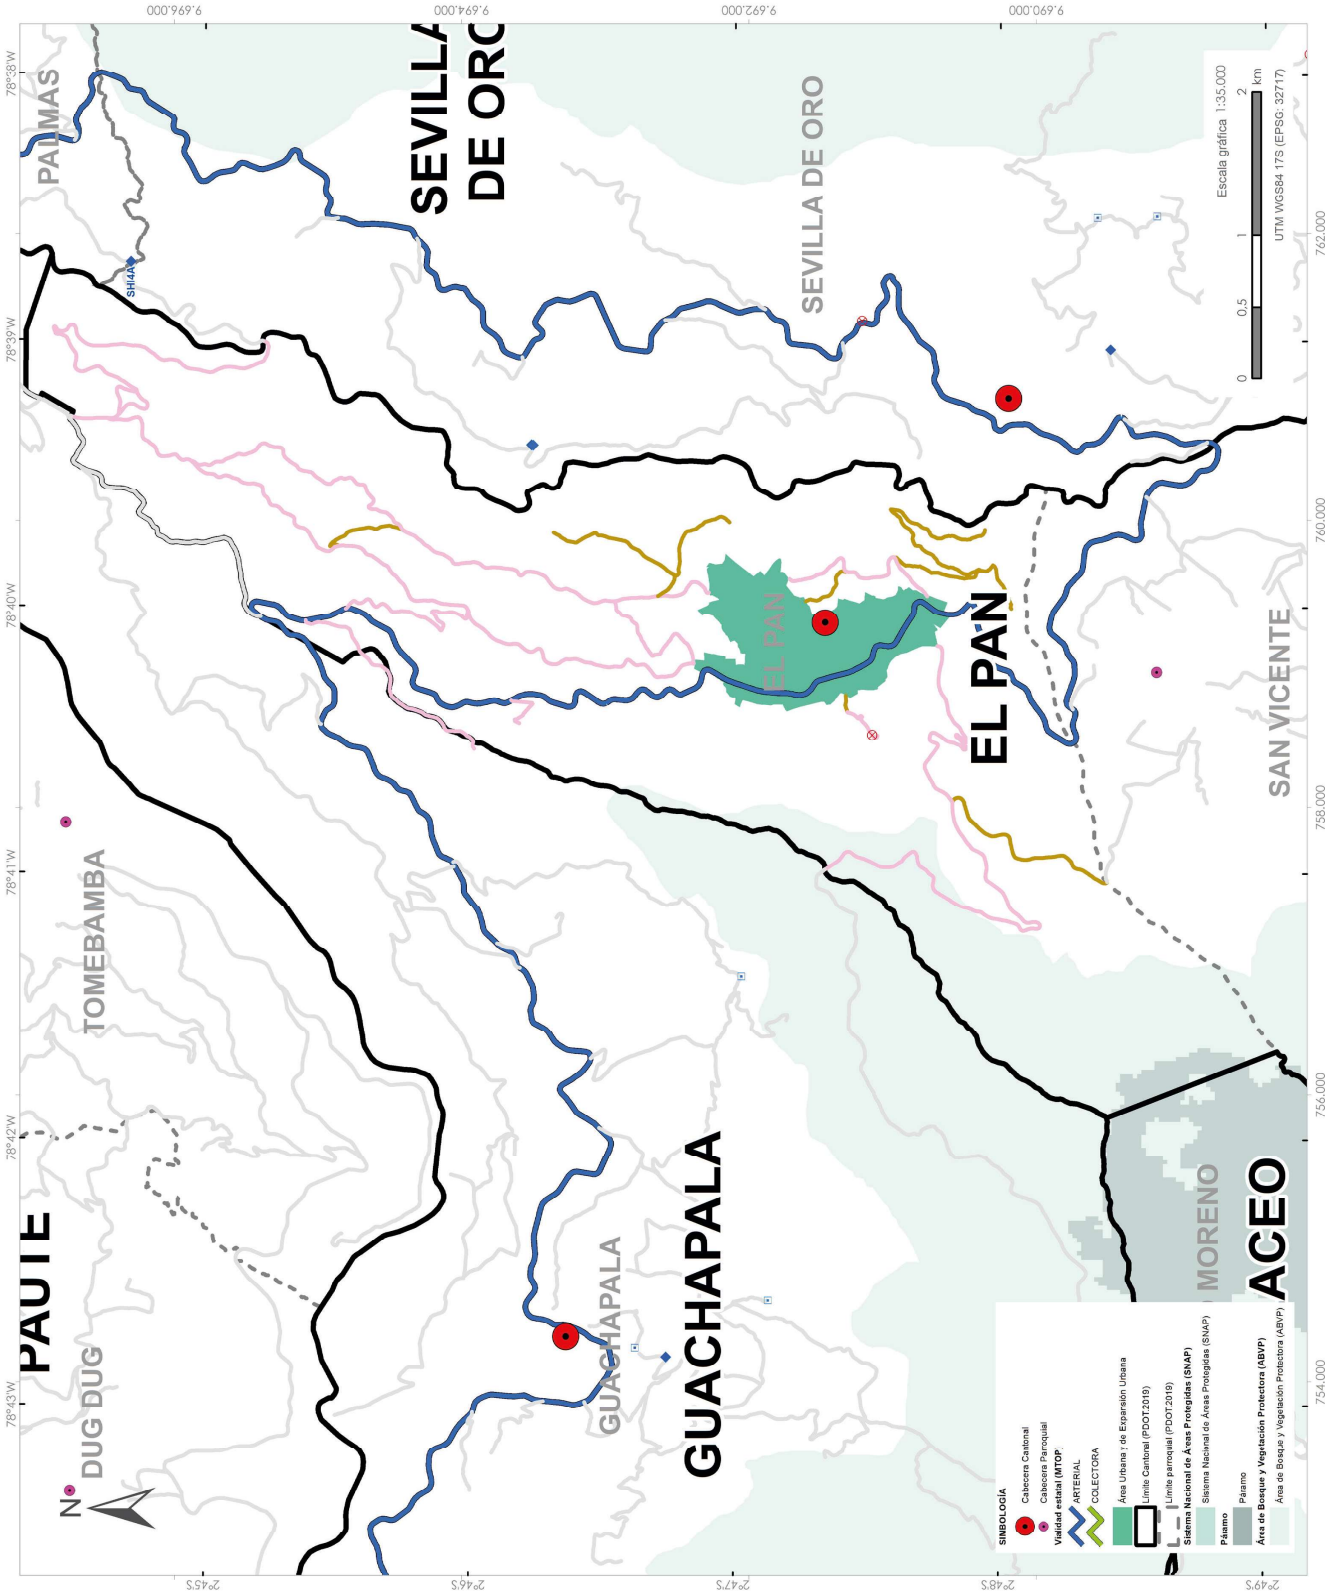 78°43'W
78°42'W
78°41'W
78°40'W
78°39'W
78°38'W
9.696.000
9.694.000
9.692.000
9.690.000
2°45'S
2°46'S
2°47'S
2°48'S
2°49'S
754.000
756.000
758.000
760.000
762.000
N
DUG DUG
PAUTE
TOMEBAMBA
PALMAS
SHI4A
SEVILLA
DE ORO
SEVILLA DE ORO
EL PAN
EL PAN
SAN VICENTE
GUACHAPALA
GUACHAPALA
MORENO
ACEO
Escala gráfica 1:35.000
0 0,5 1 2
km
UTM WGS84 17S (EPSG: 32717)
SINBOLOGÍA
Cabecera Cantonal
Cabecera Parroquial
Vialidad estatal (MTOP)
ARTERIAL
COLECTORA
Área Urbana y de Expansión Urbana
Límite Cantonal (PDOT2019)
Límite parroquial (PDOT2019)
Sistema Nacional de Áreas Protegidas (SNAP)
Sistema Nacional de Áreas Protegidas (SNAP)
Páramo
Páramo
Área de Bosque y Vegetación Protectora (ABVP)
Área de Bosque y Vegetación Protectora (ABVP)